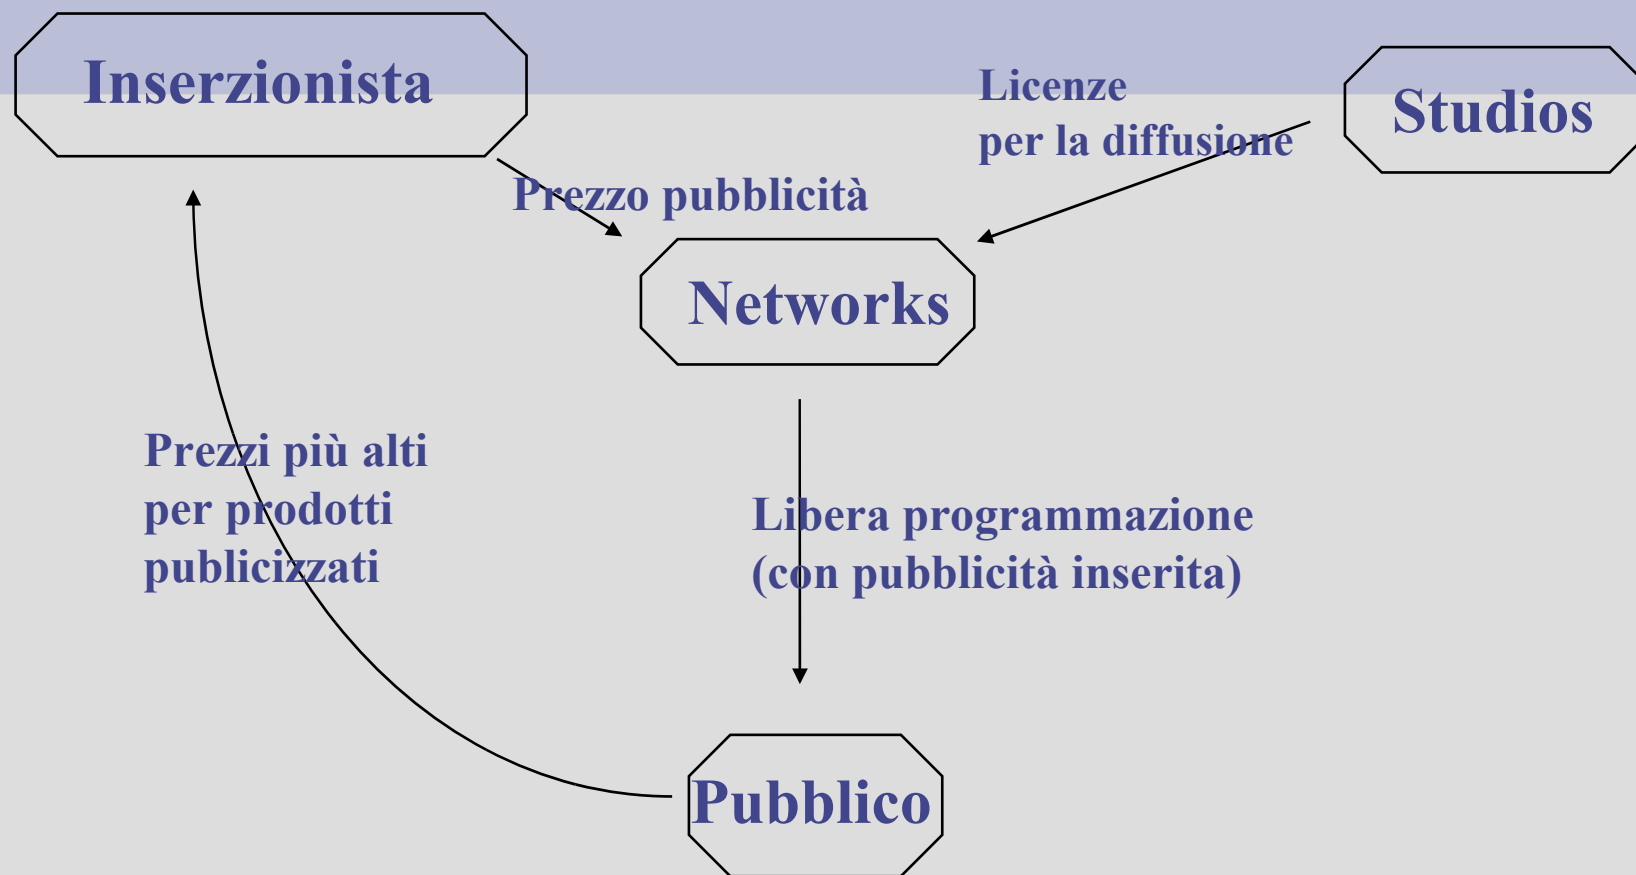 Inserzionista
Licenze
per la diffusione
Studios
Prezzo pubblicità
Networks
Prezzi più alti
per prodotti
publicizzati
Libera programmazione
(con pubblicità inserita)
Pubblico